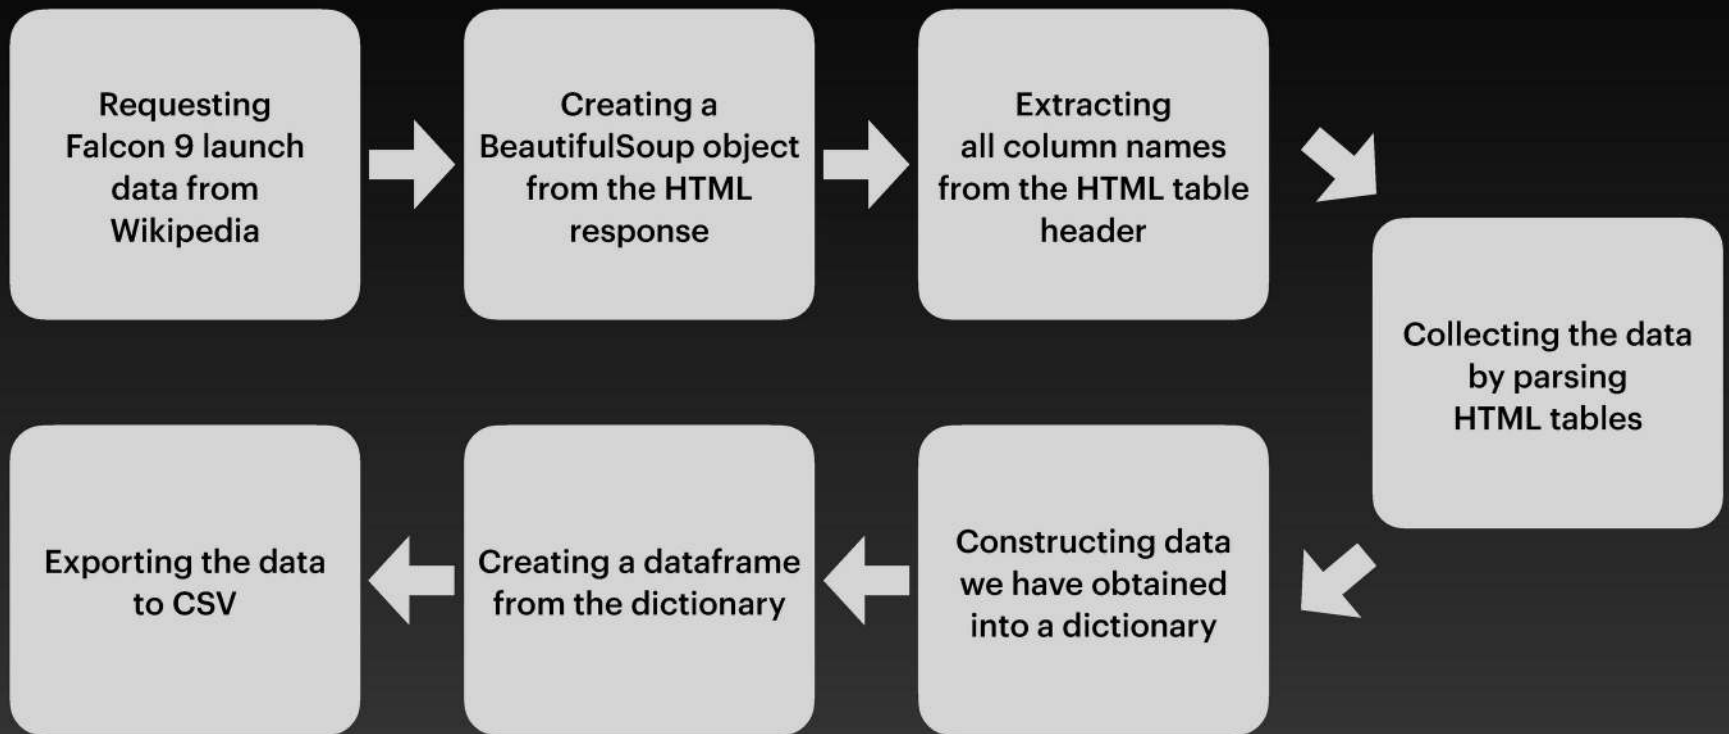 Requesting
Falcon 9 launch
data from
Wikipedia
Creating a
BeautifulSoup object
from the HTML
response
Extracting
all column names
from the HTML table
header
Collecting the data
by parsing
HTML tables
Constructing data
we have obtained
into a dictionary
Creating a dataframe
from the dictionary
Exporting the data
to CSV